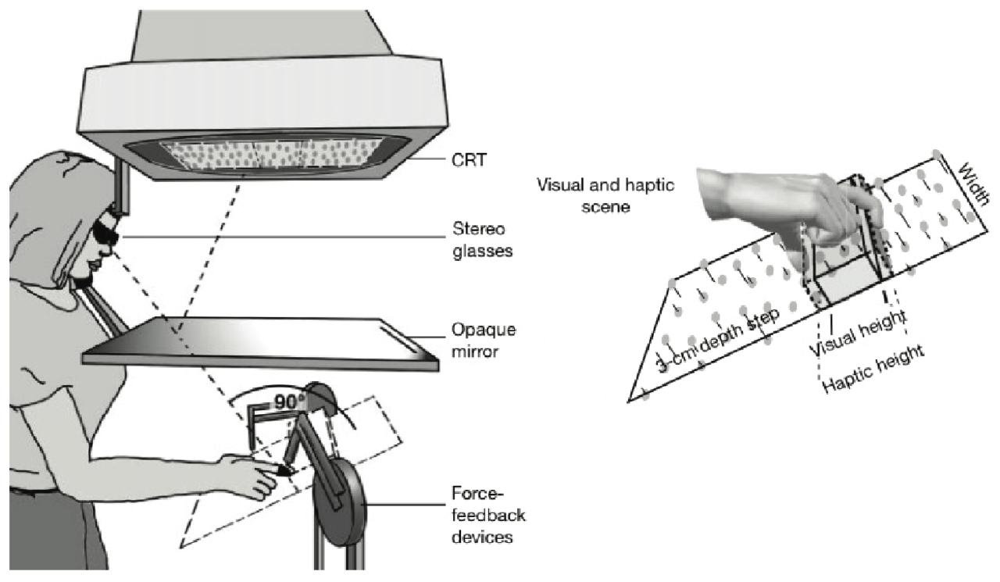 CRT
Stereo
glasses
Opaque
mirror
90°
Force-
feedback
devices
Visual and haptic
scene
Width
3-cm depth step
Visual height
Haptic height